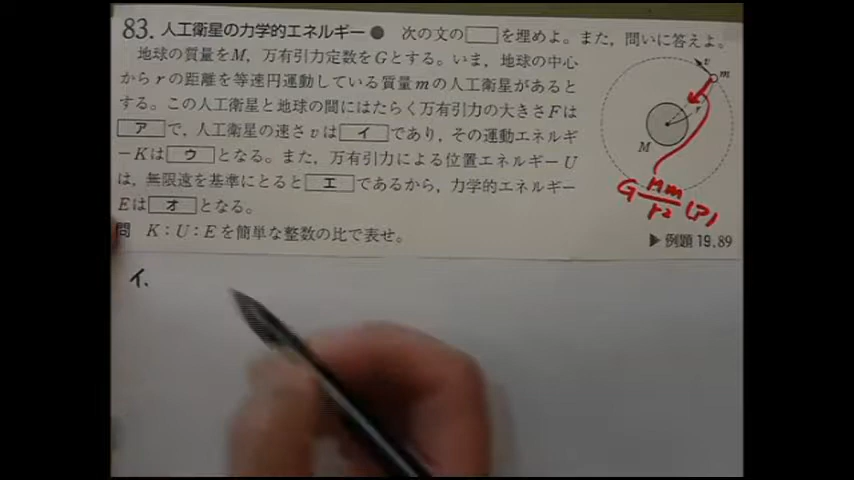 83. 人工衛星の力学的エネルギー ● 次の文の□を埋めよ。また，問いに答えよ。
地球の質量をM，万有引力定数をGとする。いま，地球の中心
からrの距離を等速円運動している質量mの人工衛星があると
する。この人工衛星と地球の間にはたらく万有引力の大きさFは
ア で，人工衛星の速さvは イ であり，その運動エネルギ
ーKは ウ となる。また，万有引力による位置エネルギーU
は，無限遠を基準にとると エ であるから，力学的エネルギー
Eは オ となる。
問 K：U：Eを簡単な整数の比で表せ。
v
m
r
M
G Mm/r2 (ア)
▶例題19，89
イ.